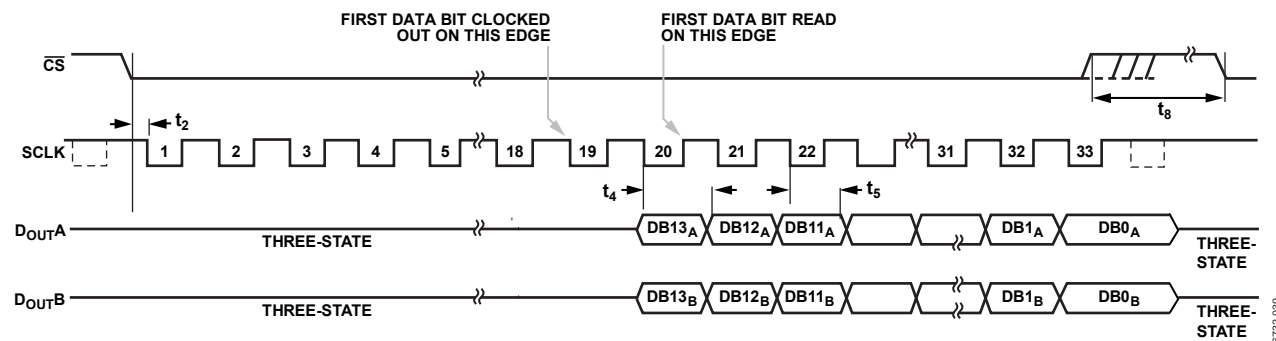 FIRST DATA BIT CLOCKED
OUT ON THIS EDGE
FIRST DATA BIT READ
ON THIS EDGE
CS
t8
t2
SCLK
1 2 3 4 5 18 19 20 21 22 31 32 33
t4
t5
DOUTA
THREE-STATE
DB13A DB12A DB11A DB1A DB0A
THREE-
STATE
DOUTB
THREE-STATE
DB13B DB12B DB11B DB1B DB0B
THREE-
STATE